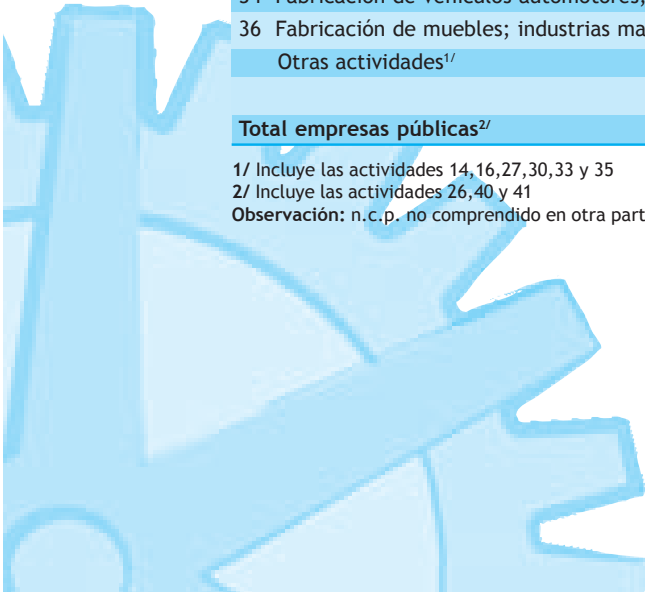 34 Fabricación de vehículos automotores,
36 Fabricación de muebles; industrias ma
Otras actividades1/
Total empresas públicas2/
1/ Incluye las actividades 14,16,27,30,33 y 35
2/ Incluye las actividades 26,40 y 41
Observación: n.c.p. no comprendido en otra part